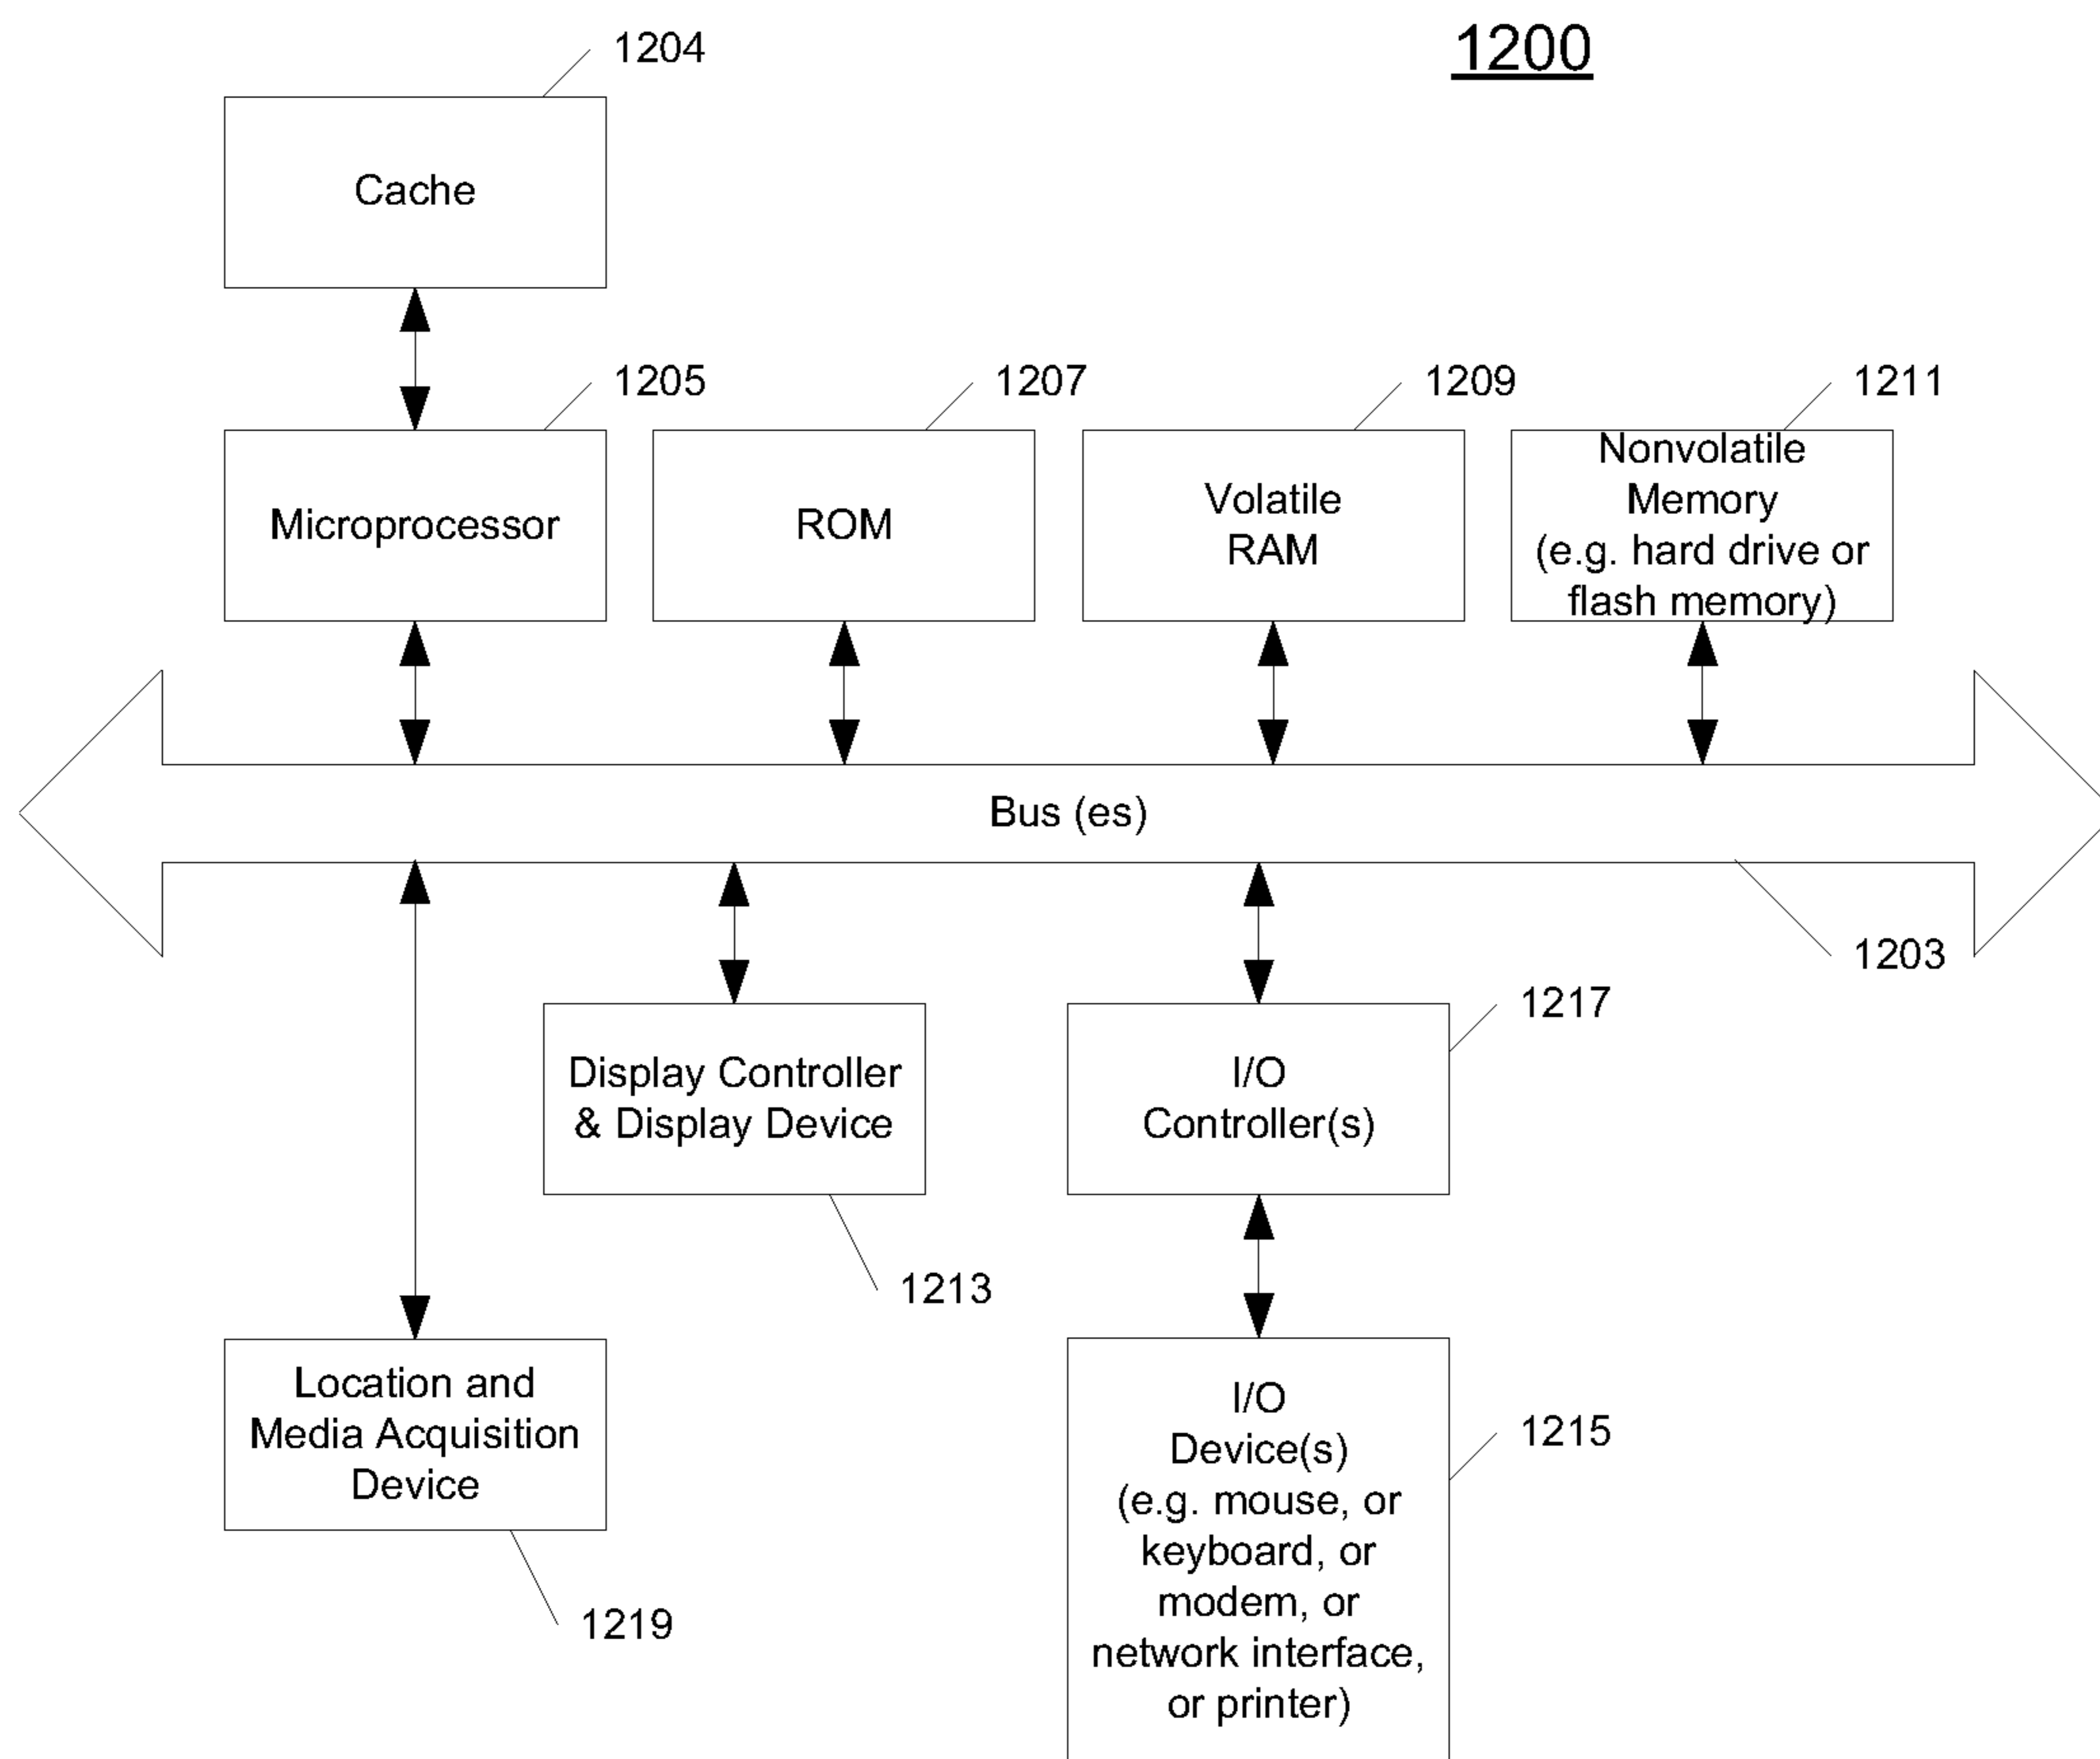 1204
1200
Cache
1205
1207
1209
1211
Microprocessor
ROM
Volatile
RAM
Nonvolatile
Memory
(e.g. hard drive or
flash memory)
Bus (es)
1203
1217
Display Controller
& Display Device
I/O
Controller(s)
1213
Location and
Media Acquisition
Device
1219
I/O
Device(s)
(e.g. mouse, or
keyboard, or
modem, or
network interface,
or printer)
1215